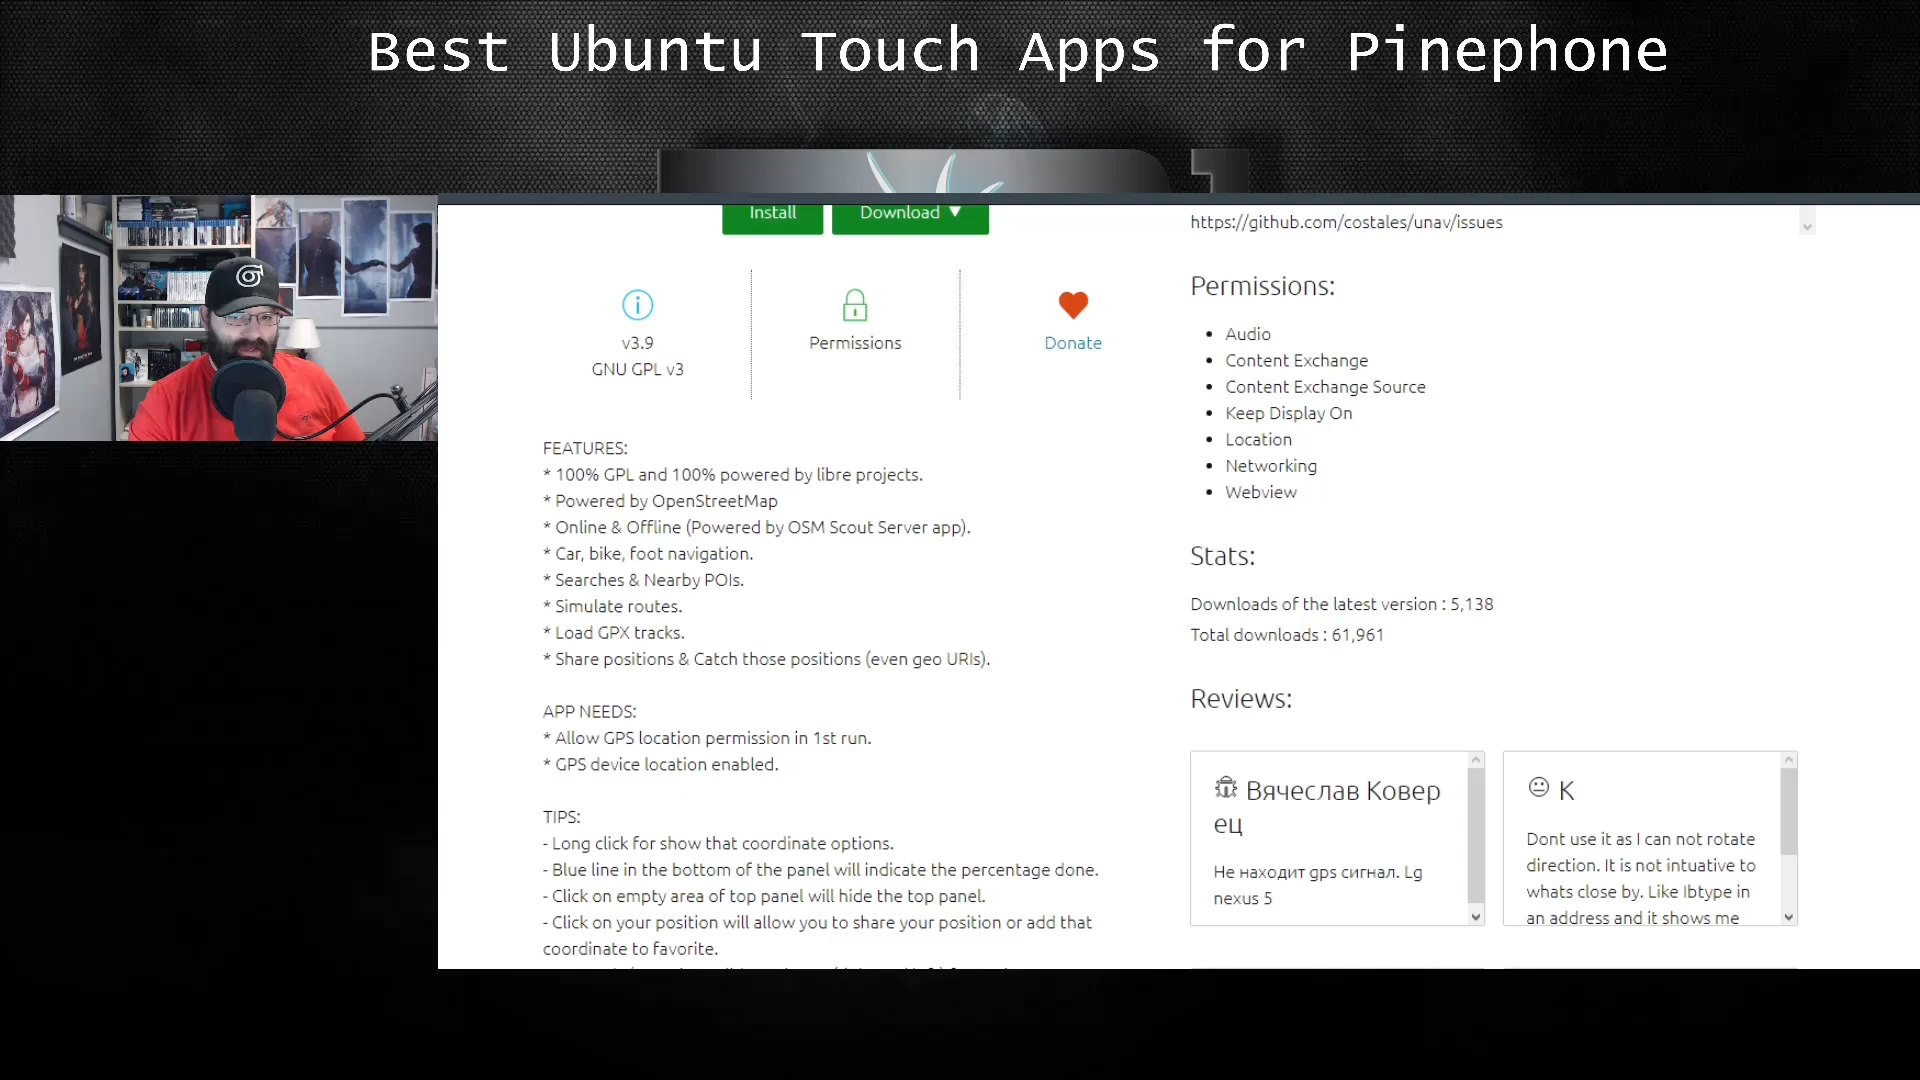 Best Ubuntu Touch Apps for Pinephone
Install
Download ▼
v3.9
GNU GPL v3
Permissions
Donate
FEATURES:
* 100% GPL and 100% powered by libre projects.
* Powered by OpenStreetMap
* Online & Offline (Powered by OSM Scout Server app).
* Car, bike, foot navigation.
* Searches & Nearby POIs.
* Simulate routes.
* Load GPX tracks.
* Share positions & Catch those positions (even geo URIs).
APP NEEDS:
* Allow GPS location permission in 1st run.
* GPS device location enabled.
TIPS:
- Long click for show that coordinate options.
- Blue line in the bottom of the panel will indicate the percentage done.
- Click on empty area of top panel will hide the top panel.
- Click on your position will allow you to share your position or add that
coordinate to favorite.
https://github.com/costales/unav/issues
Permissions:
• Audio
• Content Exchange
• Content Exchange Source
• Keep Display On
• Location
• Networking
• Webview
Stats:
Downloads of the latest version : 5,138
Total downloads : 61,961
Reviews:
Вячеслав Ковер
ец
Не находит gps сигнал. Lg
nexus 5
K
Dont use it as I can not rotate
direction. It is not intuative to
whats close by. Like Ibtype in
an address and it shows me